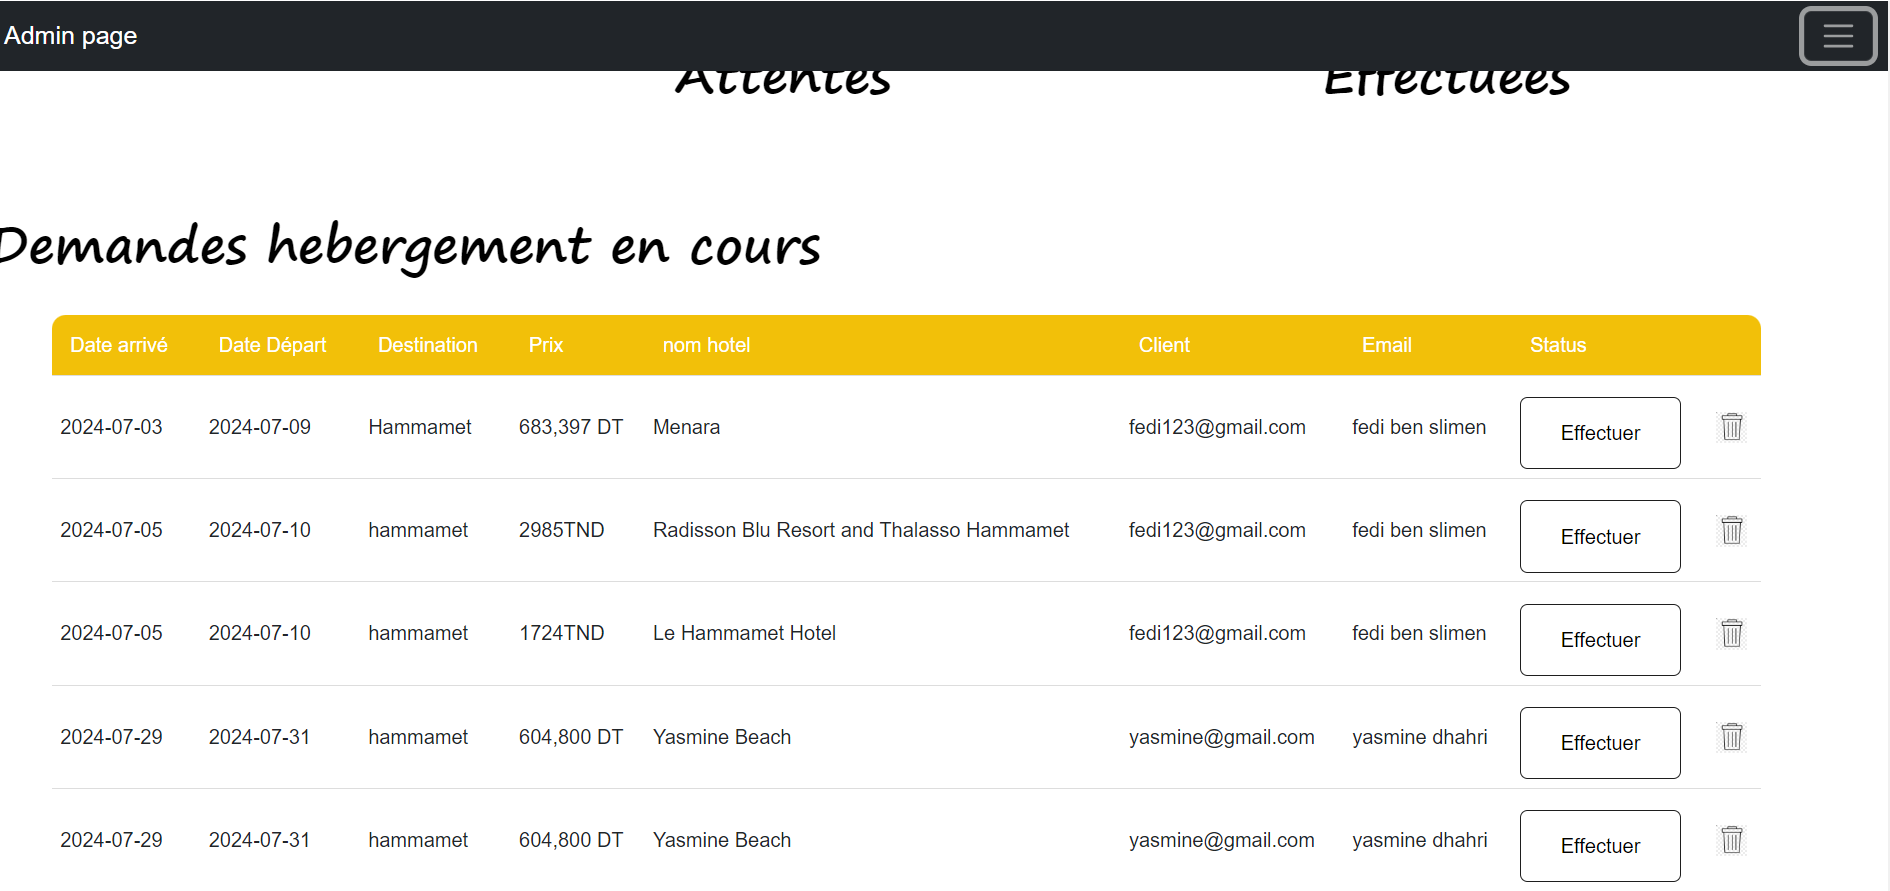 Admin page
Attentes Effectuées
Demandes hebergement en cours
Date arrivé Date Départ Destination Prix nom hotel Client Email Status
2024-07-03 2024-07-09 Hammamet 683,397 DT Menara fedi123@gmail.com fedi ben slimen Effectuer
2024-07-05 2024-07-10 hammamet 2985TND Radisson Blu Resort and Thalasso Hammamet fedi123@gmail.com fedi ben slimen Effectuer
2024-07-05 2024-07-10 hammamet 1724TND Le Hammamet Hotel fedi123@gmail.com fedi ben slimen Effectuer
2024-07-29 2024-07-31 hammamet 604,800 DT Yasmine Beach yasmine@gmail.com yasmine dhahri Effectuer
2024-07-29 2024-07-31 hammamet 604,800 DT Yasmine Beach yasmine@gmail.com yasmine dhahri Effectuer